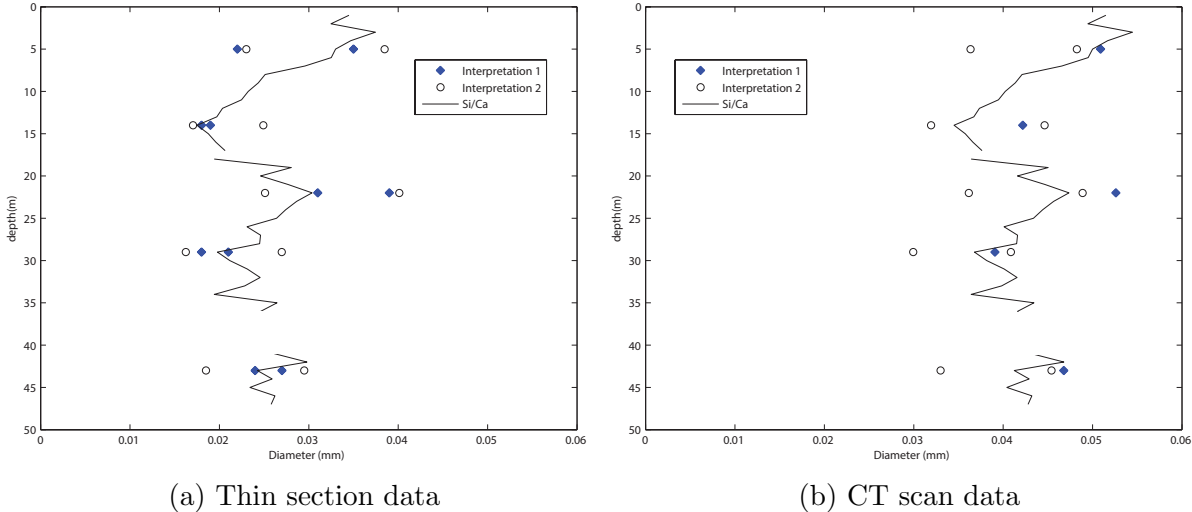 0
5
10
15
20
25
30
35
40
45
50
depth(m)
0 0.01 0.02 0.03 0.04 0.05 0.06
Diameter (mm)
Interpretation 1
Interpretation 2
Si/Ca
(a) Thin section data
0
5
10
15
20
25
30
35
40
45
50
depth(m)
0 0.01 0.02 0.03 0.04 0.05 0.06
Diameter (mm)
Interpretation 1
Interpretation 2
Si/Ca
(b) CT scan data